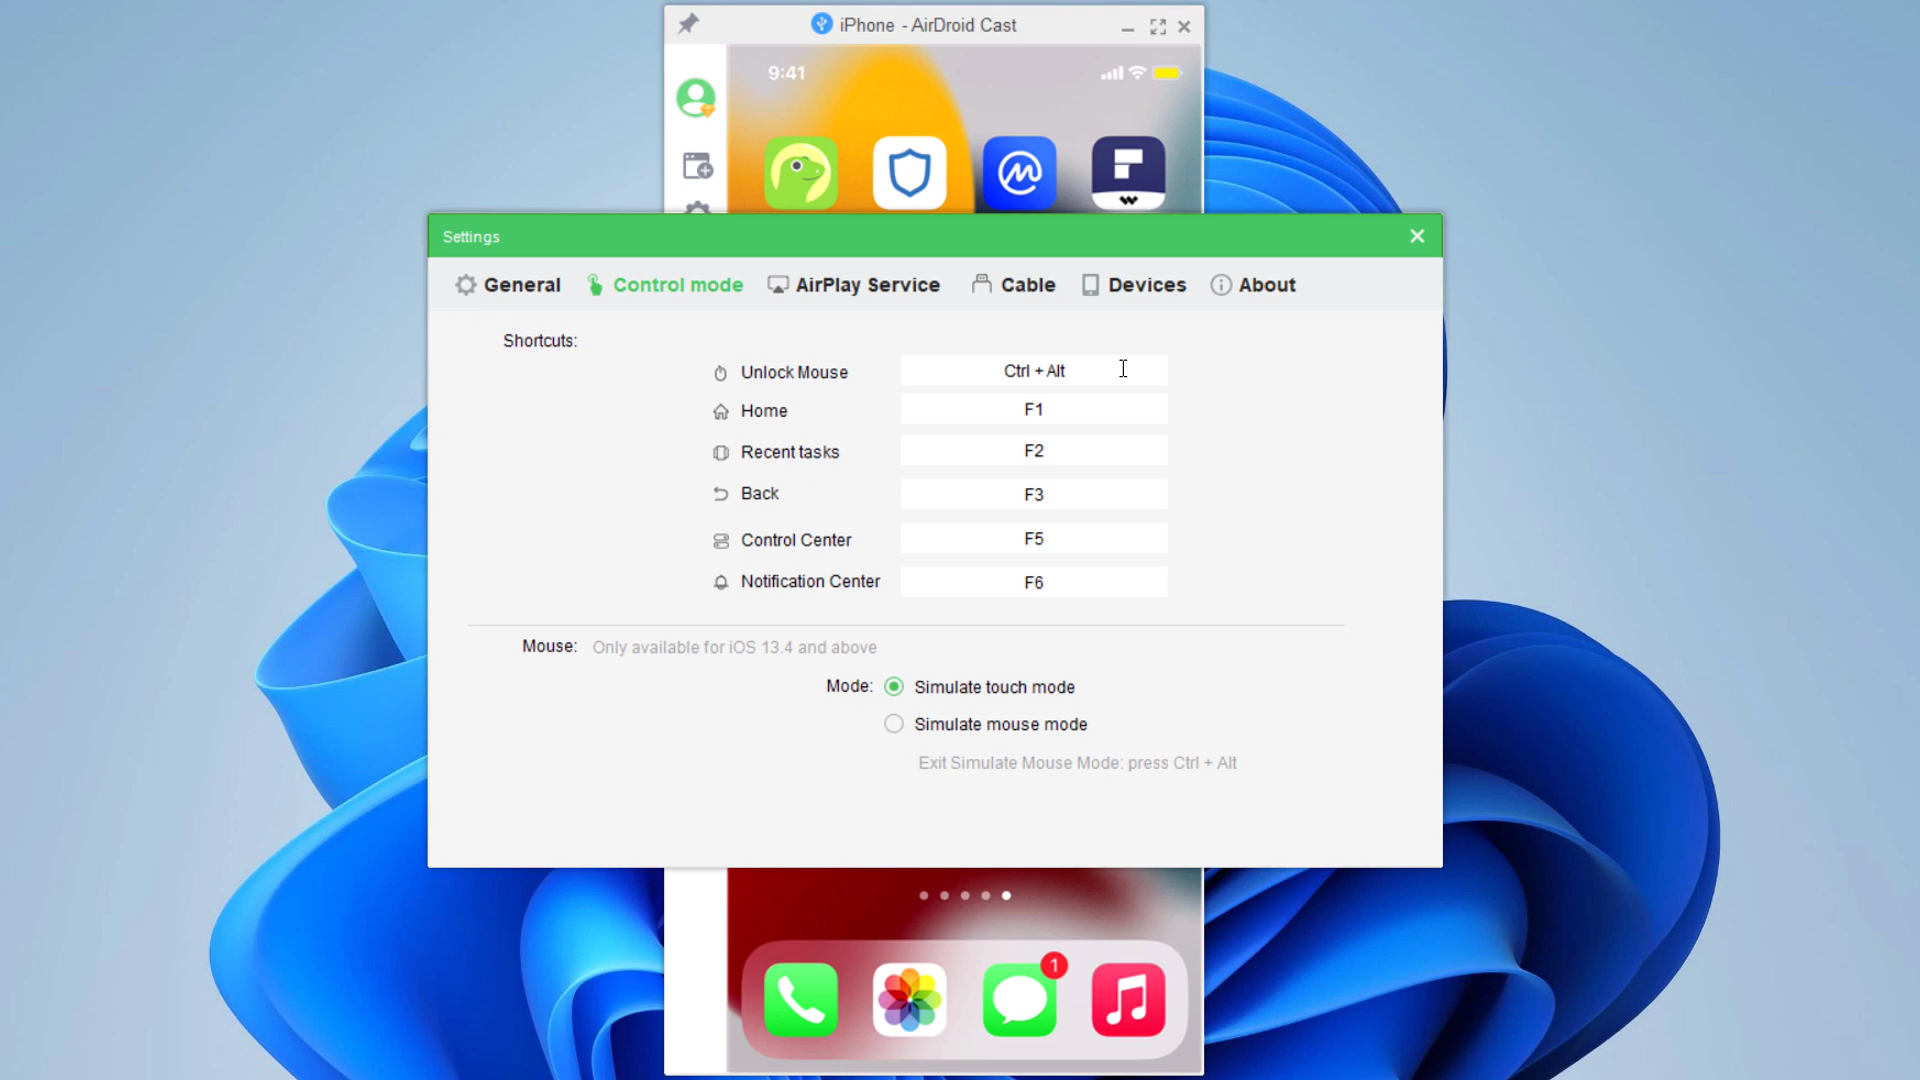 iPhone - AirDroid Cast
9:41
Settings
General Control mode AirPlay Service Cable Devices About
Shortcuts:
Unlock Mouse Ctrl + Alt
Home F1
Recent tasks F2
Back F3
Control Center F5
Notification Center F6
Mouse: Only available for iOS 13.4 and above
Mode: Simulate touch mode
Simulate mouse mode
Exit Simulate Mouse Mode: press Ctrl + Alt
1